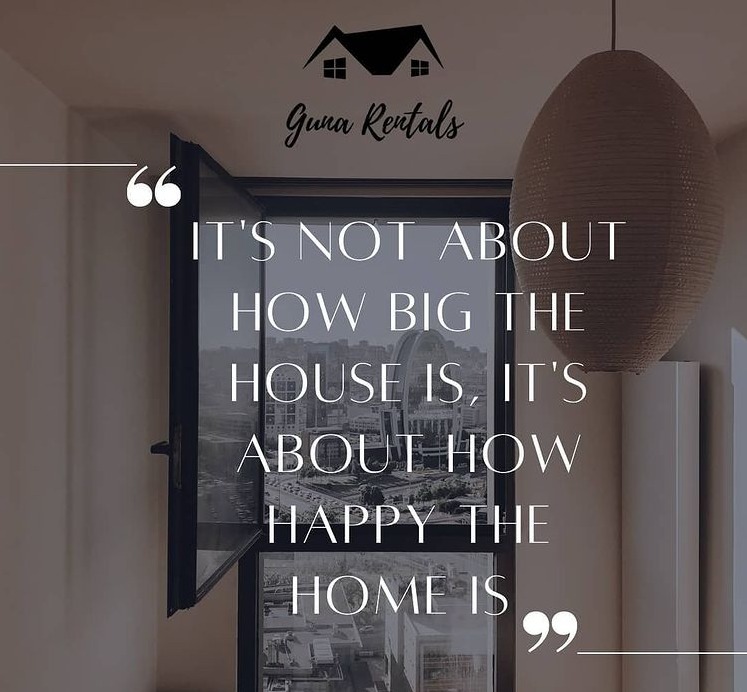 Guna Rentals
“
IT'S NOT ABOUT
HOW BIG THE
HOUSE IS, IT'S
ABOUT HOW
HAPPY THE
HOME IS
”